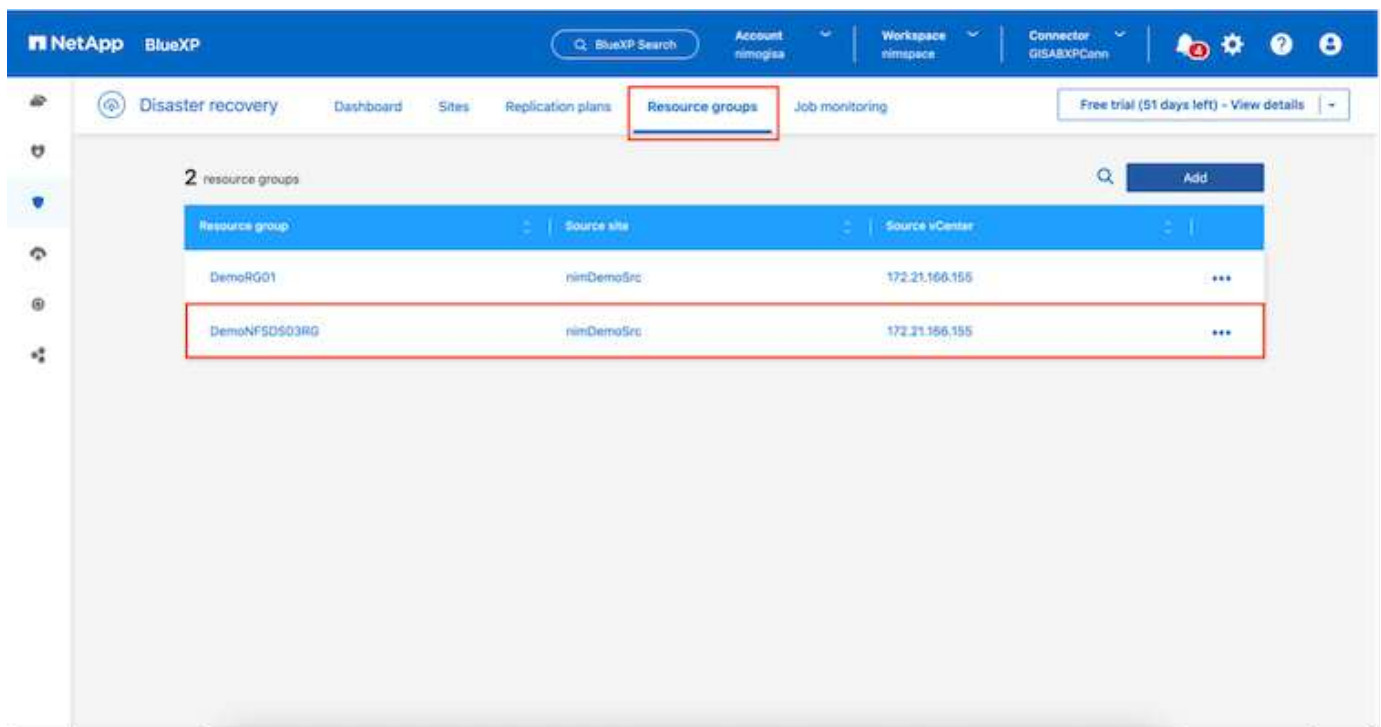 NetApp BlueXP BlueXP Search Account Workspace Connector
nimogisa nimspace GISABXPConn 4
Disaster recovery Dashboard Sites Replication plans Resource groups Job monitoring Free trial (51 days left) - View details
2 resource groups Add
Resource group Source site Source vCenter
DemoRG01 nimDemoSrc 172.21.166.155
DemoNFSDS03RG nimDemoSrc 172.21.166.155